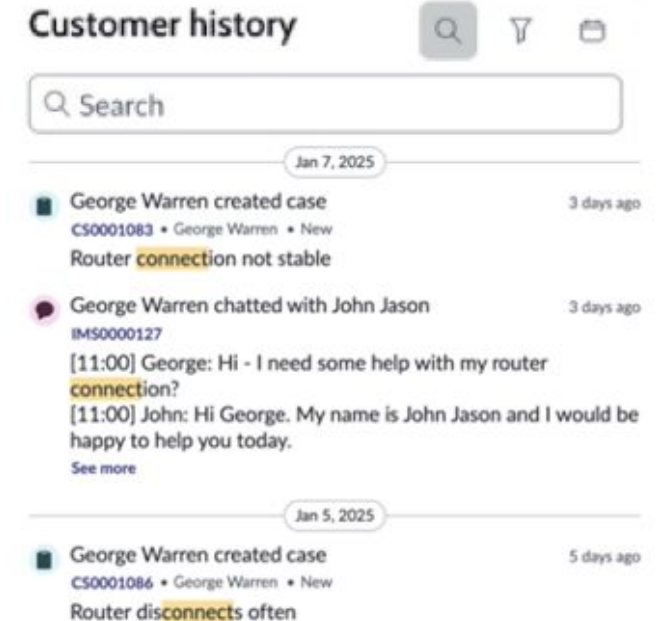 Customer history
Search
Jan 7, 2025
George Warren created case 3 days ago
CS0001083 • George Warren • New
Router connection not stable
George Warren chatted with John Jason 3 days ago
IMS0000127
[11:00] George: Hi - I need some help with my router
connection?
[11:00] John: Hi George. My name is John Jason and I would be
happy to help you today.
See more
Jan 5, 2025
George Warren created case 5 days ago
CS0001086 • George Warren • New
Router disconnects often